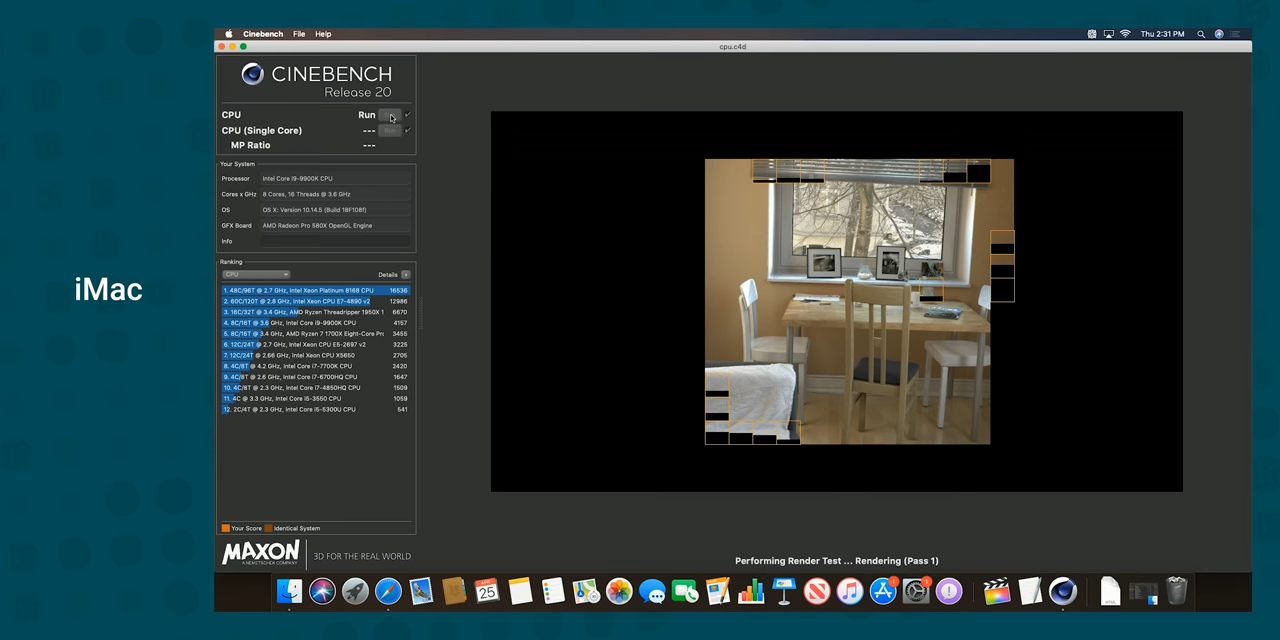 Cinebench File Help
Thu 2:31 PM
cpu.c4d
CINEBENCH
Release 20
CPU Run
CPU (Single Core) --- Run
MP Ratio ---
Your System
Processor Intel Core i9-9900K CPU
Cores x GHz 8 Cores, 16 Threads @ 3.6 GHz
OS OS X: Version 10.14.5 (Build 18F108f)
GFX Board AMD Radeon Pro 580X OpenGL Engine
Info
Ranking
CPU Details
1. 48C/96T @ 2.7 GHz, Intel Xeon Platinum 8168 CPU 16536
2. 60C/120T @ 2.8 GHz, Intel Xeon CPU E7-4890 v2 12986
3. 16C/32T @ 3.4 GHz, AMD Ryzen Threadripper 1950X 1 6670
4. 8C/16T @ 3.6 GHz, Intel Core i9-9900K CPU 4157
5. 8C/16T @ 3.4 GHz, AMD Ryzen 7 1700X Eight-Core Pr 3455
6. 12C/24T @ 2.7 GHz, Intel Xeon CPU E5-2697 v2 3225
7. 12C/24T @ 2.66 GHz, Intel Xeon CPU X5650 2705
8. 4C/8T @ 4.2 GHz, Intel Core i7-7700K CPU 2420
9. 4C/8T @ 2.6 GHz, Intel Core i7-6700HQ CPU 1647
10. 4C/8T @ 2.3 GHz, Intel Core i7-4850HQ CPU 1509
11. 4C @ 3.3 GHz, Intel Core i5-3550 CPU 1059
12. 2C/4T @ 2.3 GHz, Intel Core i5-5300U CPU 541
iMac
Your Score Identical System
MAXON
A NEMETSCHEK COMPANY
3D FOR THE REAL WORLD
Performing Render Test ... Rendering (Pass 1)
APR
25
1
1